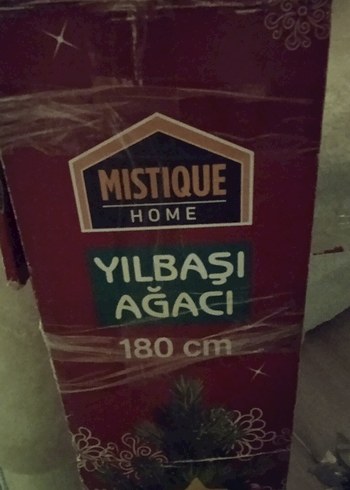 MISTIQUE
HOME
YILBAŞI
AĞACI
180 cm